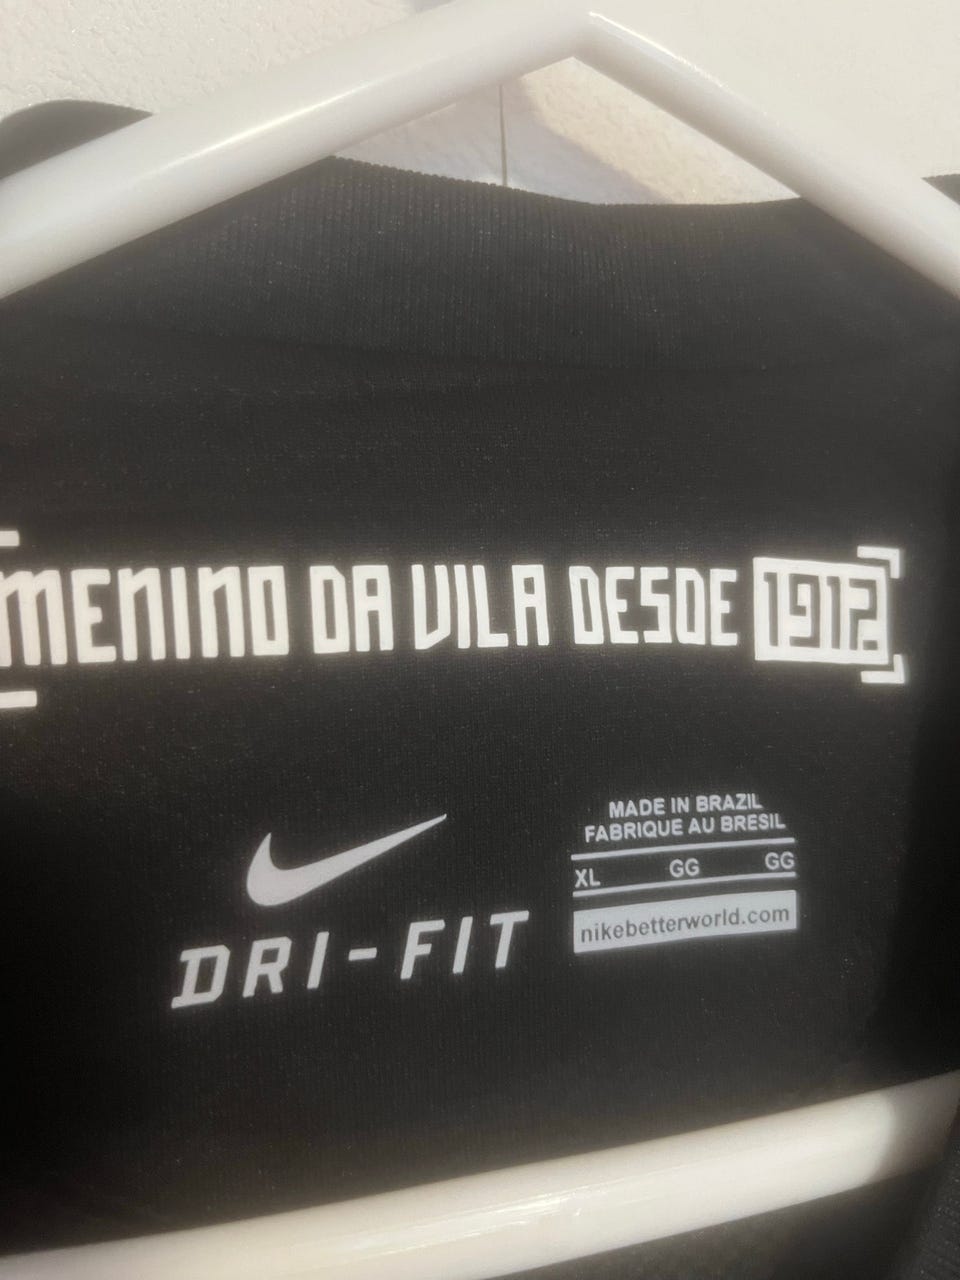 MENINO DA VILA DESDE 1912
DRI-FIT
MADE IN BRAZIL
FABRIQUE AU BRESIL
XL GG GG
nikebetterworld.com